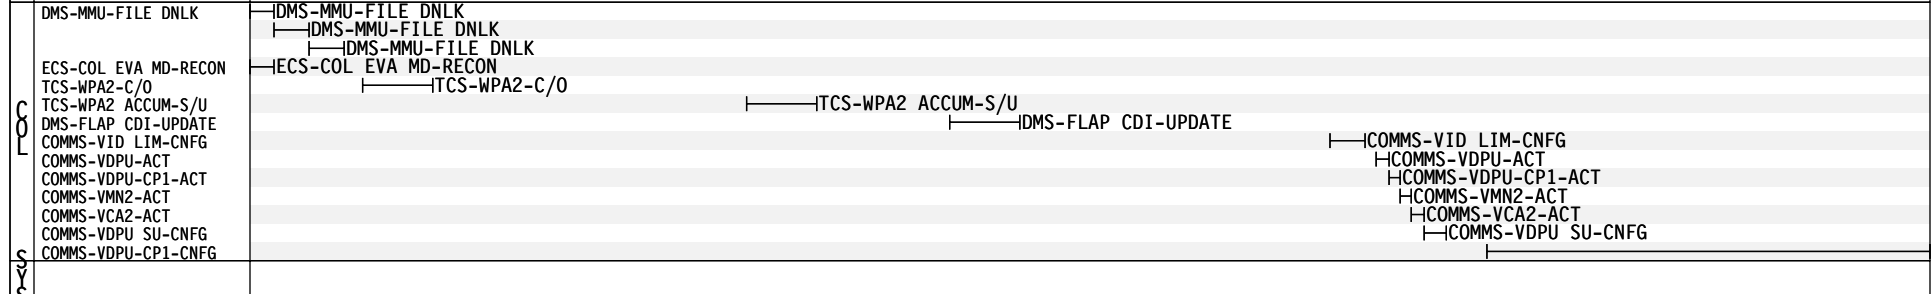 DMS-MMU-FILE DNLK DMS-MMU-FILE DNLK
DMS-MMU-FILE DNLK
DMS-MMU-FILE DNLK
ECS-COL EVA MD-RECON ECS-COL EVA MD-RECON
TCS-WPA2-C/O TCS-WPA2-C/O
TCS-WPA2 ACCUM-S/U TCS-WPA2 ACCUM-S/U
DMS-FLAP CDI-UPDATE DMS-FLAP CDI-UPDATE
COMMS-VID LIM-CNFG COMMS-VID LIM-CNFG
COMMS-VDPU-ACT COMMS-VDPU-ACT
COMMS-VDPU-CP1-ACT COMMS-VDPU-CP1-ACT
COMMS-VMN2-ACT COMMS-VMN2-ACT
COMMS-VCA2-ACT COMMS-VCA2-ACT
COMMS-VDPU SU-CNFG COMMS-VDPU SU-CNFG
COMMS-VDPU-CP1-CNFG
COL
SYS